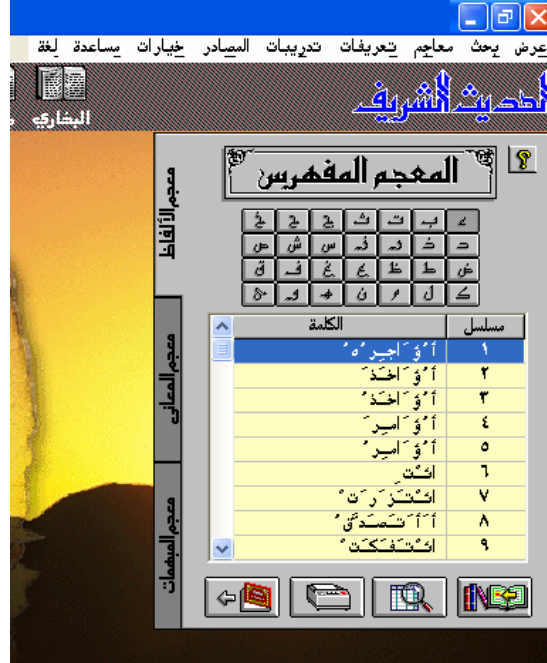 عرض بحث معاجم تعريفات تدريبات المصادر خيارات مساعدة لغة
الحديث الشريف
البخاري
المعجم المفهرس
?
ء ب ت ث ج ح خ
د ذ ر ز س ش ص
ض ط ظ ع غ ف ق
ك ل م ن ه و ي
معجم الألفاظ
معجم المعاني
معجم المبهمات
مسلسل الكلمة
١ أُؤَاجِرُهُ
٢ أُؤَاخَذَ
٣ أُؤَاخَذُ
٤ أُؤَامِرَ
٥ أُؤَامِرُ
٦ ائْتِ
٧ ائْتَزَرَتْ
٨ أَأَتَصَدَّقُ
٩ ائْتَفَكَتْ